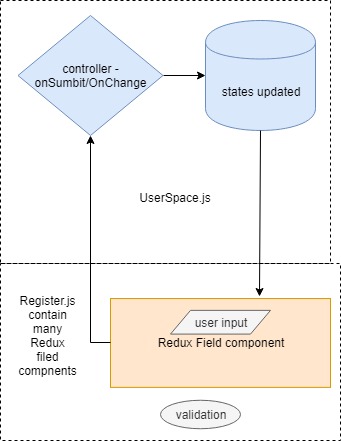 controller -
onSumbit/OnChange
states updated
UserSpace.js
Register.js
contain
many
Redux
filed
compnents
user input
Redux Field component
validation